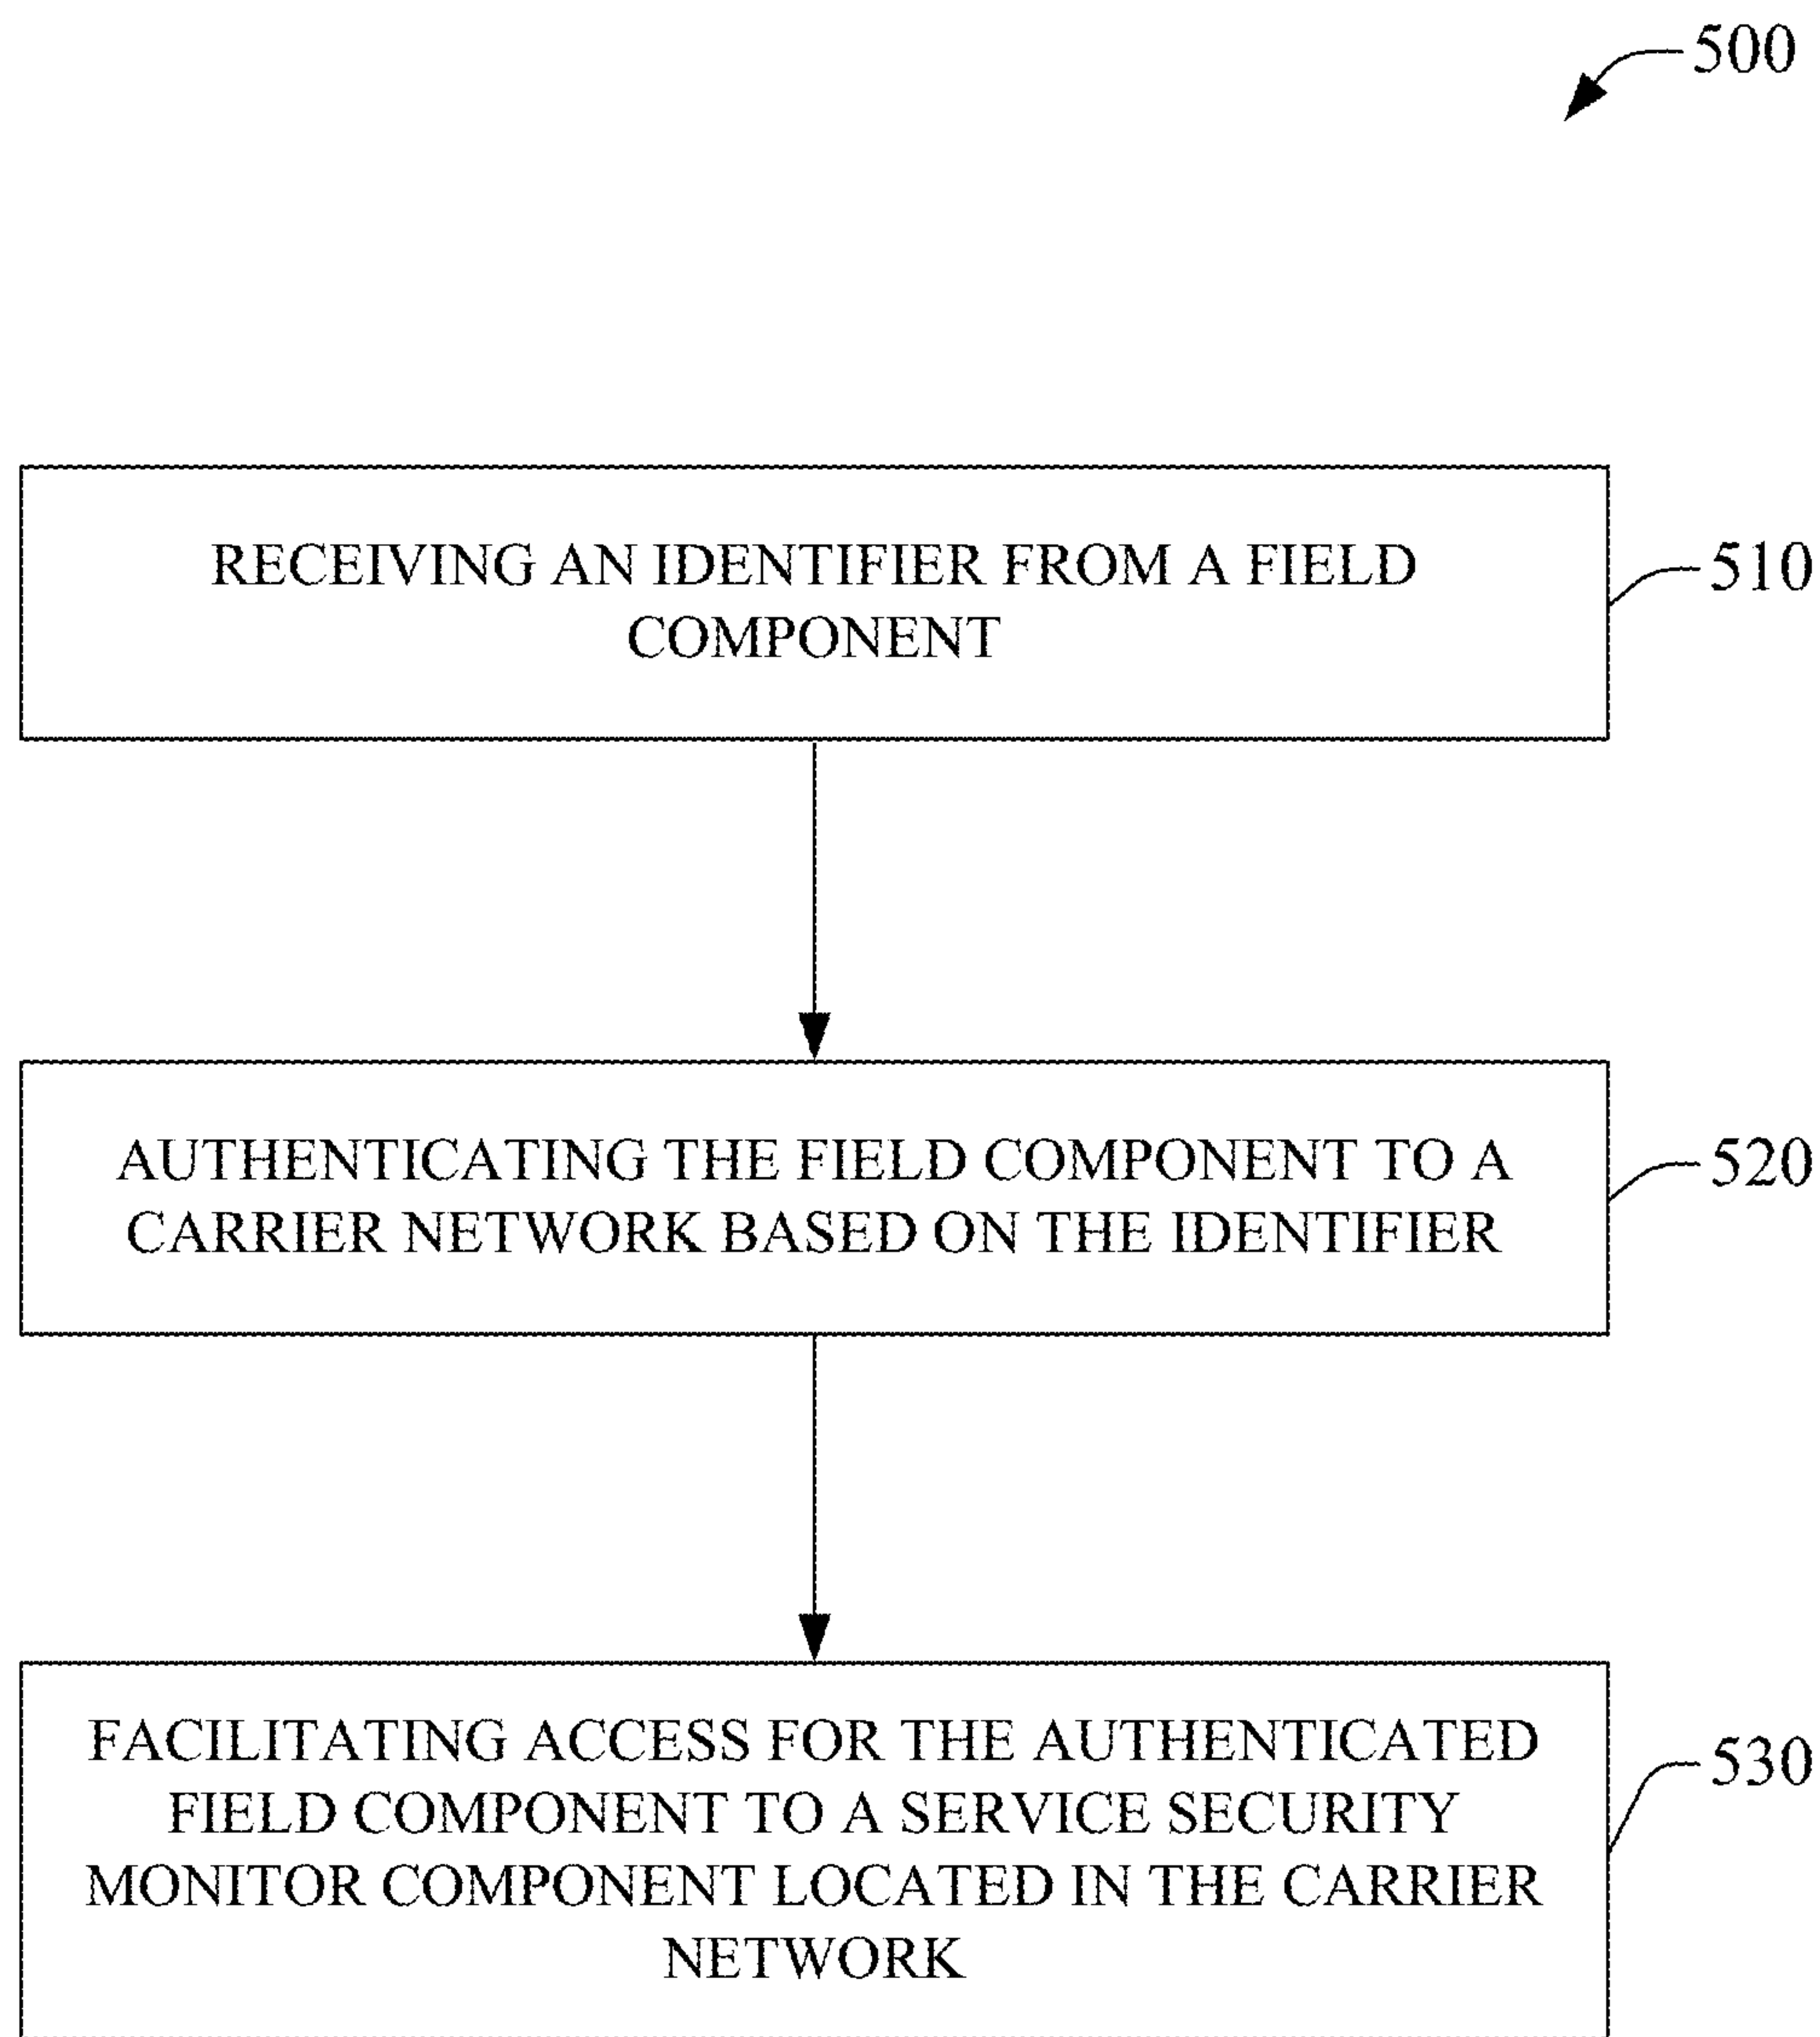 500
RECEIVING AN IDENTIFIER FROM A FIELD
COMPONENT
510
AUTHENTICATING THE FIELD COMPONENT TO A
CARRIER NETWORK BASED ON THE IDENTIFIER
520
FACILITATING ACCESS FOR THE AUTHENTICATED
FIELD COMPONENT TO A SERVICE SECURITY
MONITOR COMPONENT LOCATED IN THE CARRIER
NETWORK
530